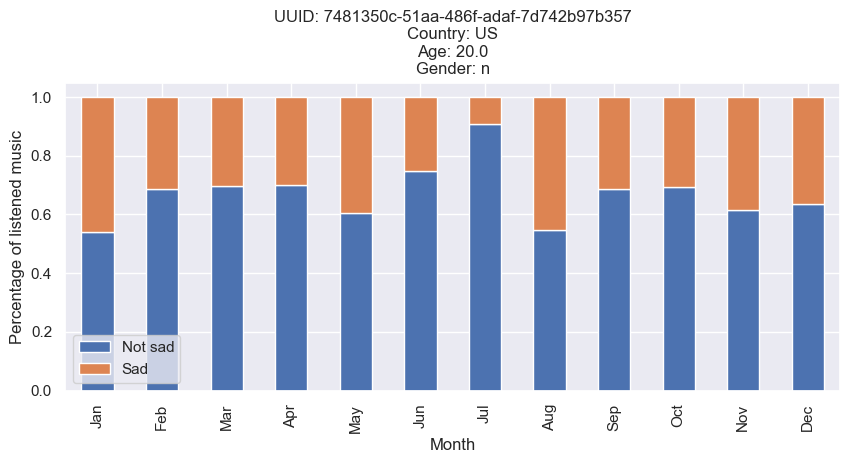 UUID: 7481350c-51aa-486f-adaf-7d742b97b357
Country: US
Age: 20.0
Gender: n
Percentage of listened music
1.0
0.8
0.6
0.4
0.2
0.0
Not sad
Sad
Jan
Feb
Mar
Apr
May
Jun
Jul
Aug
Sep
Oct
Nov
Dec
Month